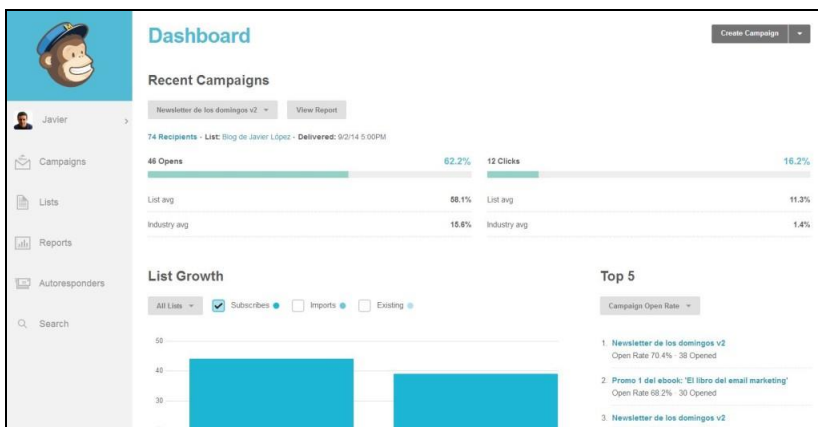 Dashboard
Create Campaign
Recent Campaigns
Javier
Newsletter de los domingos v2
View Report
74 Recipients - List: Blog de Javier López - Delivered: 9/2/14 5:00PM
Campaigns
46 Opens 62.2%
12 Clicks 16.2%
Lists
List avg 58.1%
List avg 11.3%
Industry avg 15.6%
Industry avg 1.4%
Reports
Autoresponders
Search
List Growth
All Lists Subscribes Imports Existing
50
40
30
Top 5
Campaign Open Rate
1. Newsletter de los domingos v2
Open Rate 70.4% · 38 Opened
2. Promo 1 del ebook: 'El libro del email marketing'
Open Rate 68.2% · 30 Opened
3. Newsletter de los domingos v2